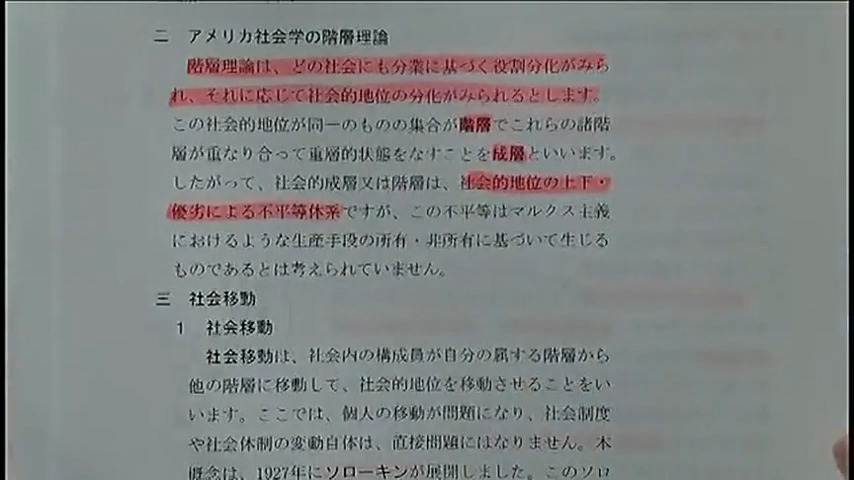 二 アメリカ社会学の階層理論
階層理論は、どの社会にも分業に基づく役割分化がみら
れ、それに応じて社会的地位の分化がみられるとします。
この社会的地位が同一のものの集合が階層でこれらの諸階
層が重なり合って重層的状態をなすことを成層といいます。
したがって、社会的成層又は階層は、社会的地位の上下・
優劣による不平等体系ですが、この不平等はマルクス主義
におけるような生産手段の所有・非所有に基づいて生じる
ものであるとは考えられていません。
三 社会移動
1 社会移動
社会移動は、社会内の構成員が自分の属する階層から
他の階層に移動して、社会的地位を移動させることをい
います。ここでは、個人の移動が問題になり、社会制度
や社会体制の変動自体は、直接問題にはなりません。本
概念は、1927年にソローキンが展開しました。このソロ